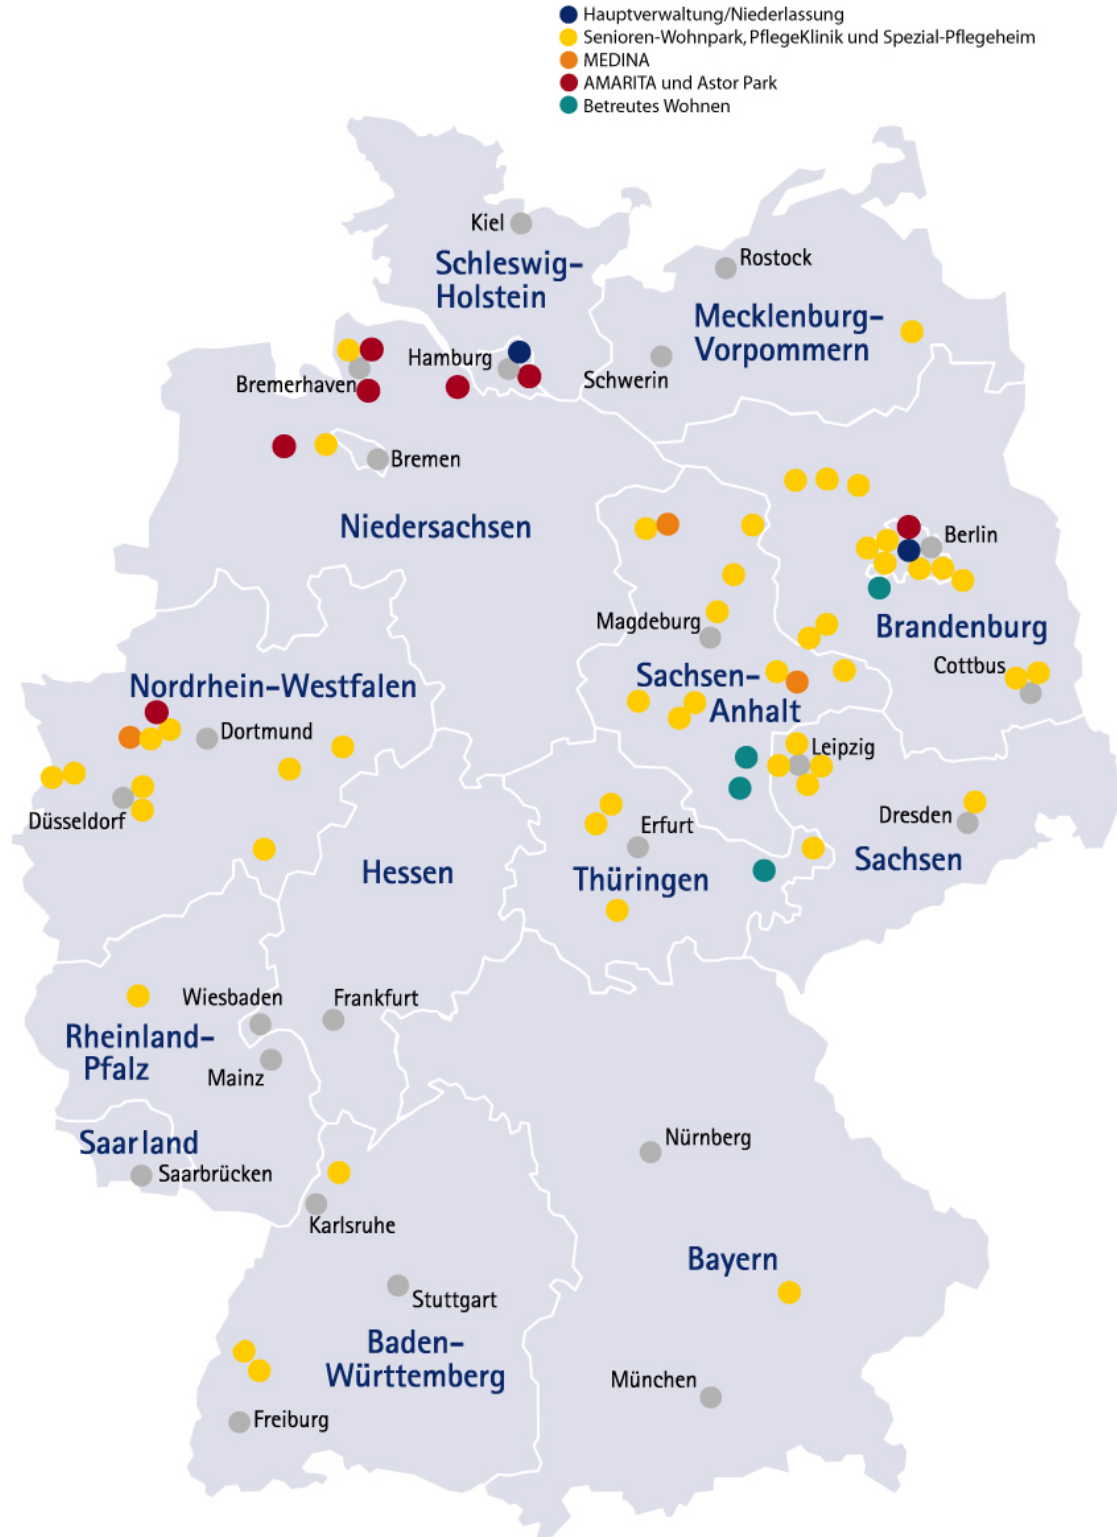 Hauptverwaltung/Niederlassung
Senioren-Wohnpark, PflegeKlinik und Spezial-Pflegeheim
MEDINA
AMARITA und Astor Park
Betreutes Wohnen
Kiel
Schleswig-
Holstein
Rostock
Mecklenburg-
Vorpommern
Hamburg
Schwerin
Bremerhaven
Bremen
Niedersachsen
Berlin
Magdeburg
Brandenburg
Cottbus
Sachsen-
Anhalt
Nordrhein-Westfalen
Dortmund
Leipzig
Düsseldorf
Dresden
Erfurt
Sachsen
Hessen
Thüringen
Wiesbaden
Frankfurt
Rheinland-
Pfalz
Mainz
Saarland
Saarbrücken
Nürnberg
Karlsruhe
Bayern
Stuttgart
Baden-
Württemberg
München
Freiburg